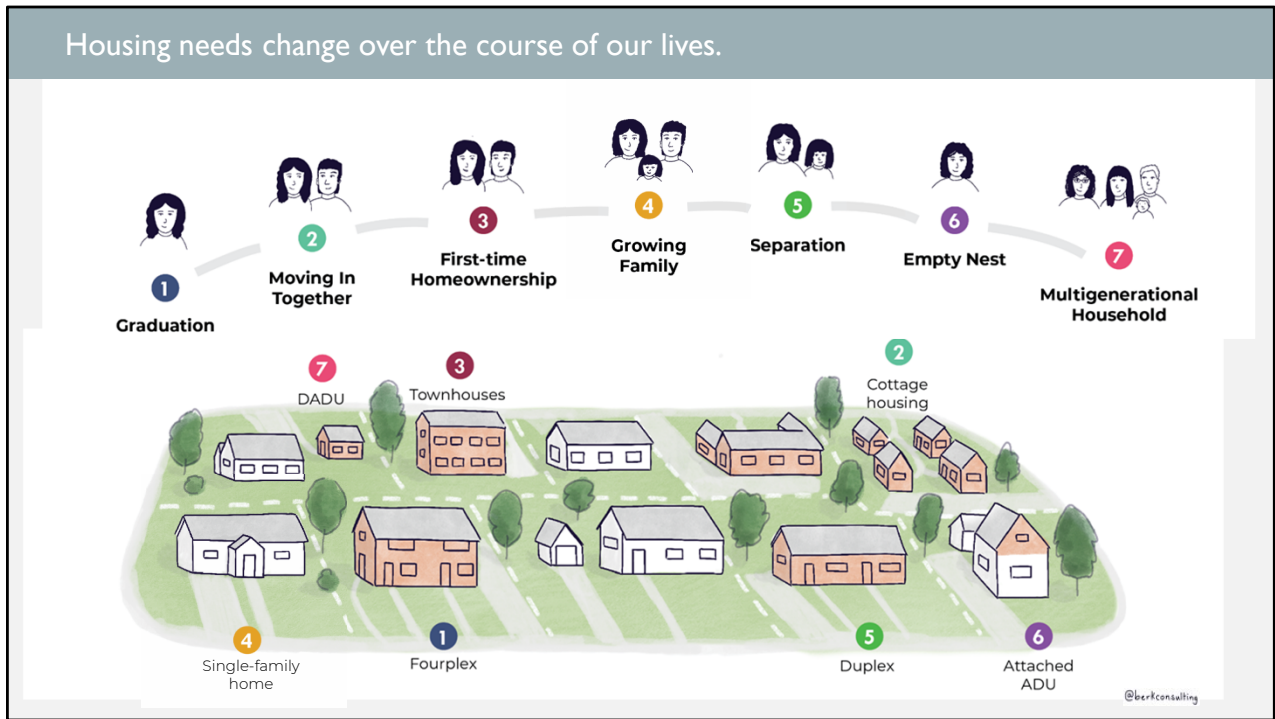 Housing needs change over the course of our lives.
1
Graduation
2
Moving In
Together
3
First-time
Homeownership
4
Growing
Family
5
Separation
6
Empty Nest
7
Multigenerational
Household
7
DADU
3
Townhouses
2
Cottage
housing
4
Single-family
home
1
Fourplex
5
Duplex
6
Attached
ADU
@berkconsulting